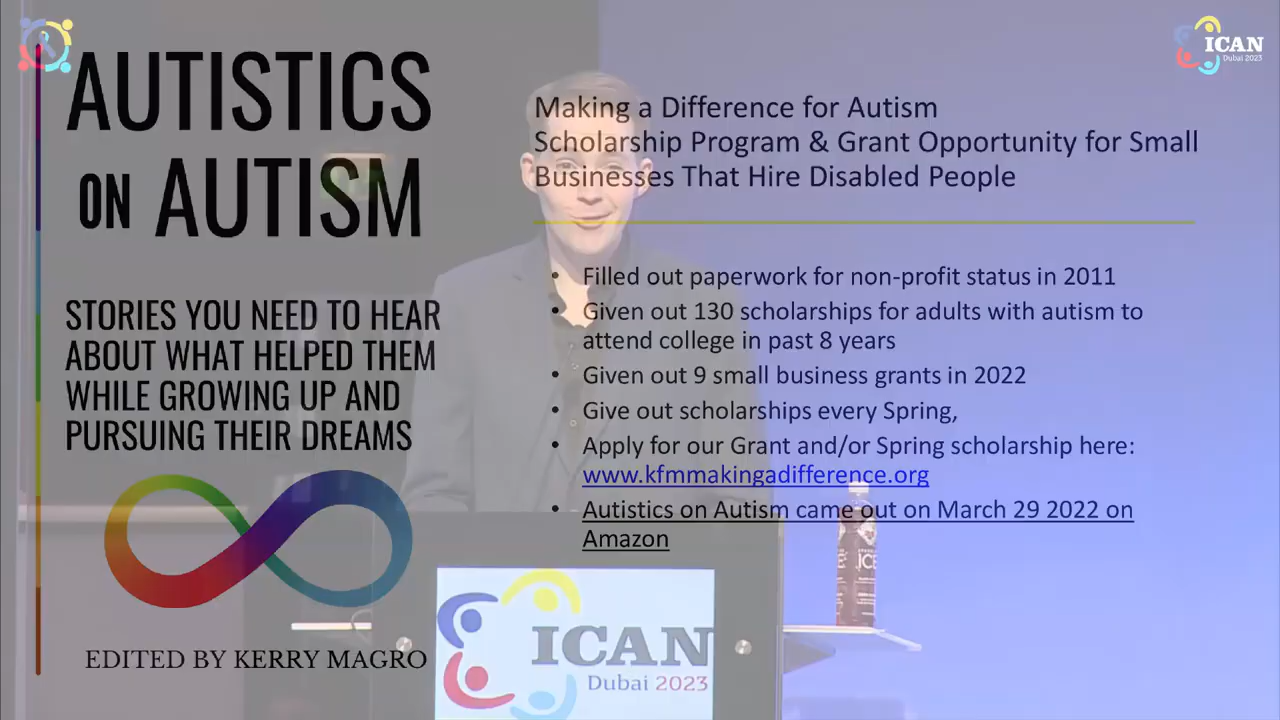 AUTISTICS
ON AUTISM
STORIES YOU NEED TO HEAR
ABOUT WHAT HELPED THEM
WHILE GROWING UP AND
PURSUING THEIR DREAMS
EDITED BY KERRY MAGRO
ICAN
Dubai 2023
Making a Difference for Autism
Scholarship Program & Grant Opportunity for Small
Businesses That Hire Disabled People
• Filled out paperwork for non-profit status in 2011
• Given out 130 scholarships for adults with autism to
attend college in past 8 years
• Given out 9 small business grants in 2022
• Give out scholarships every Spring,
• Apply for our Grant and/or Spring scholarship here:
www.kfmmakingadifference.org
• Autistics on Autism came out on March 29 2022 on
Amazon
ICE
ICAN
Dubai 2023